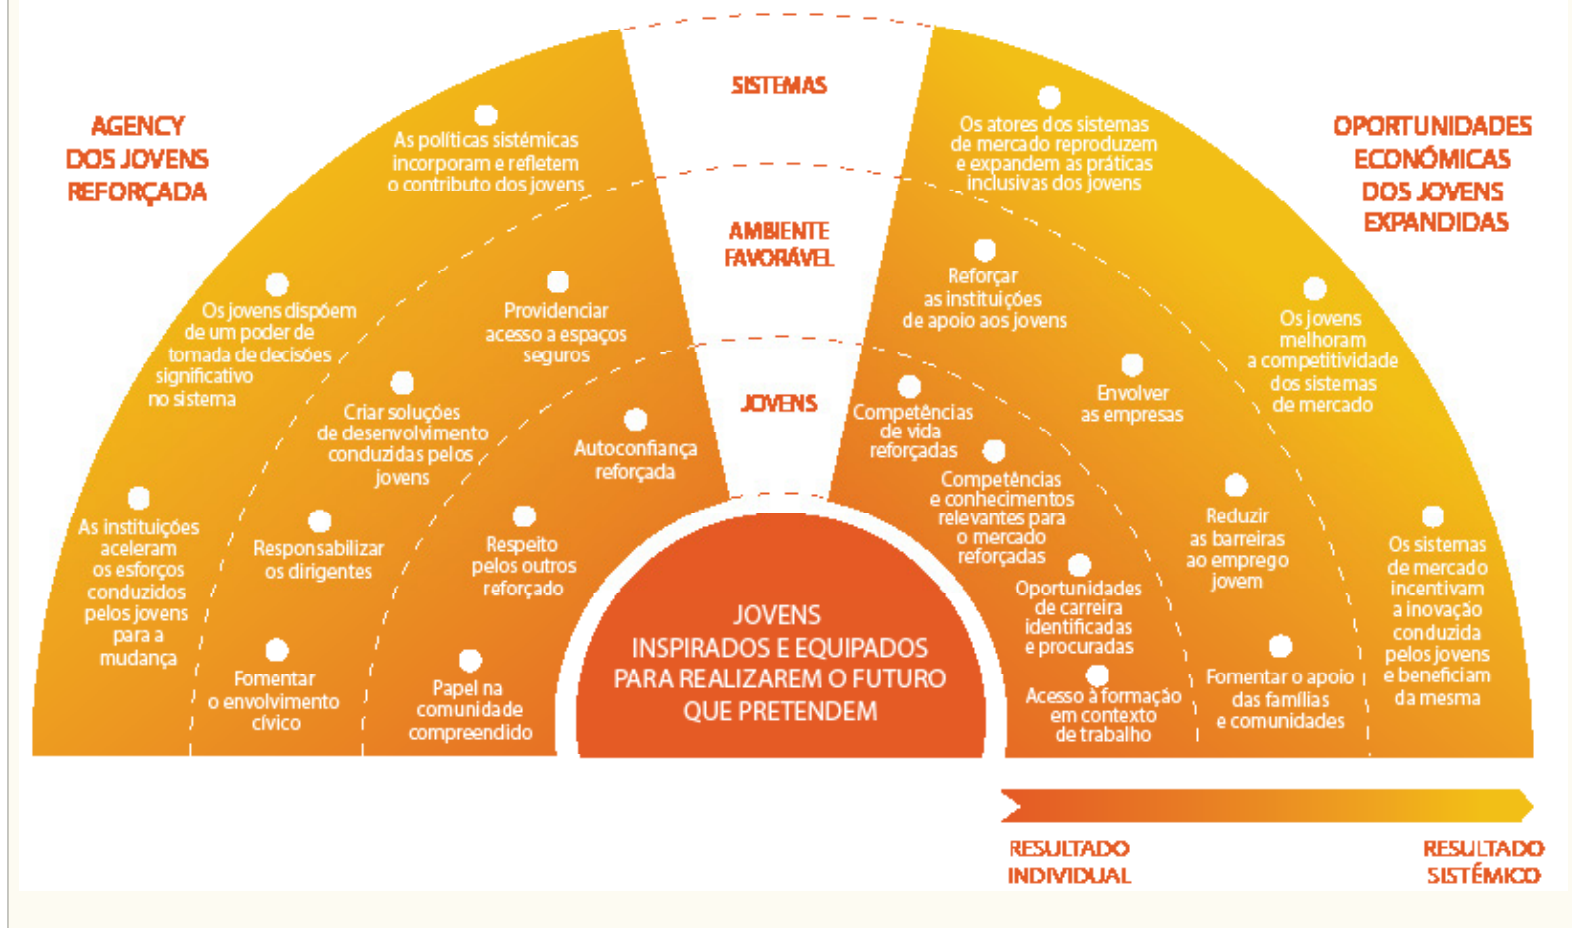 AGENCY
DOS JOVENS
REFORÇADA
As políticas sistémicas
incorporam e refletem
o contributo dos jovens
Os jovens dispõem
de um poder de
tomada de decisões
significativo
no sistema
As instituições
aceleram
os esforços
conduzidos
pelos jovens
para a
mudança
Providenciar
acesso a espaços
seguros
Criar soluções
de desenvolvimento
conduzidas pelos
jovens
Responsabilizar
os dirigentes
Fomentar
o envolvimento
cívico
Autoconfiança
reforçada
Respeito
pelos outros
reforçado
Papel na
comunidade
compreendido
SISTEMAS
AMBIENTE
FAVORÁVEL
JOVENS
JOVENS
INSPIRADOS E EQUIPADOS
PARA REALIZAREM O FUTURO
QUE PRETENDEM
OPORTUNIDADES
ECONÓMICAS
DOS JOVENS
EXPANDIDAS
Os atores dos sistemas
de mercado reproduzem
e expandem as práticas
inclusivas dos jovens
Os jovens
melhoram
a competitividade
dos sistemas
de mercado
Os sistemas
de mercado
incentivam
a inovação
conduzida
pelos jovens
e beneficiam
da mesma
Reforçar
as instituições
de apoio aos jovens
Envolver
as empresas
Reduzir
as barreiras
ao emprego
jovem
Fomentar o apoio
das famílias
e comunidades
Competências
de vida
reforçadas
Competências
e conhecimentos
relevantes para
o mercado
reforçadas
Oportunidades
de carreira
identificadas
e procuradas
Acesso à formação
em contexto
de trabalho
RESULTADO
INDIVIDUAL
RESULTADO
SISTÉMICO